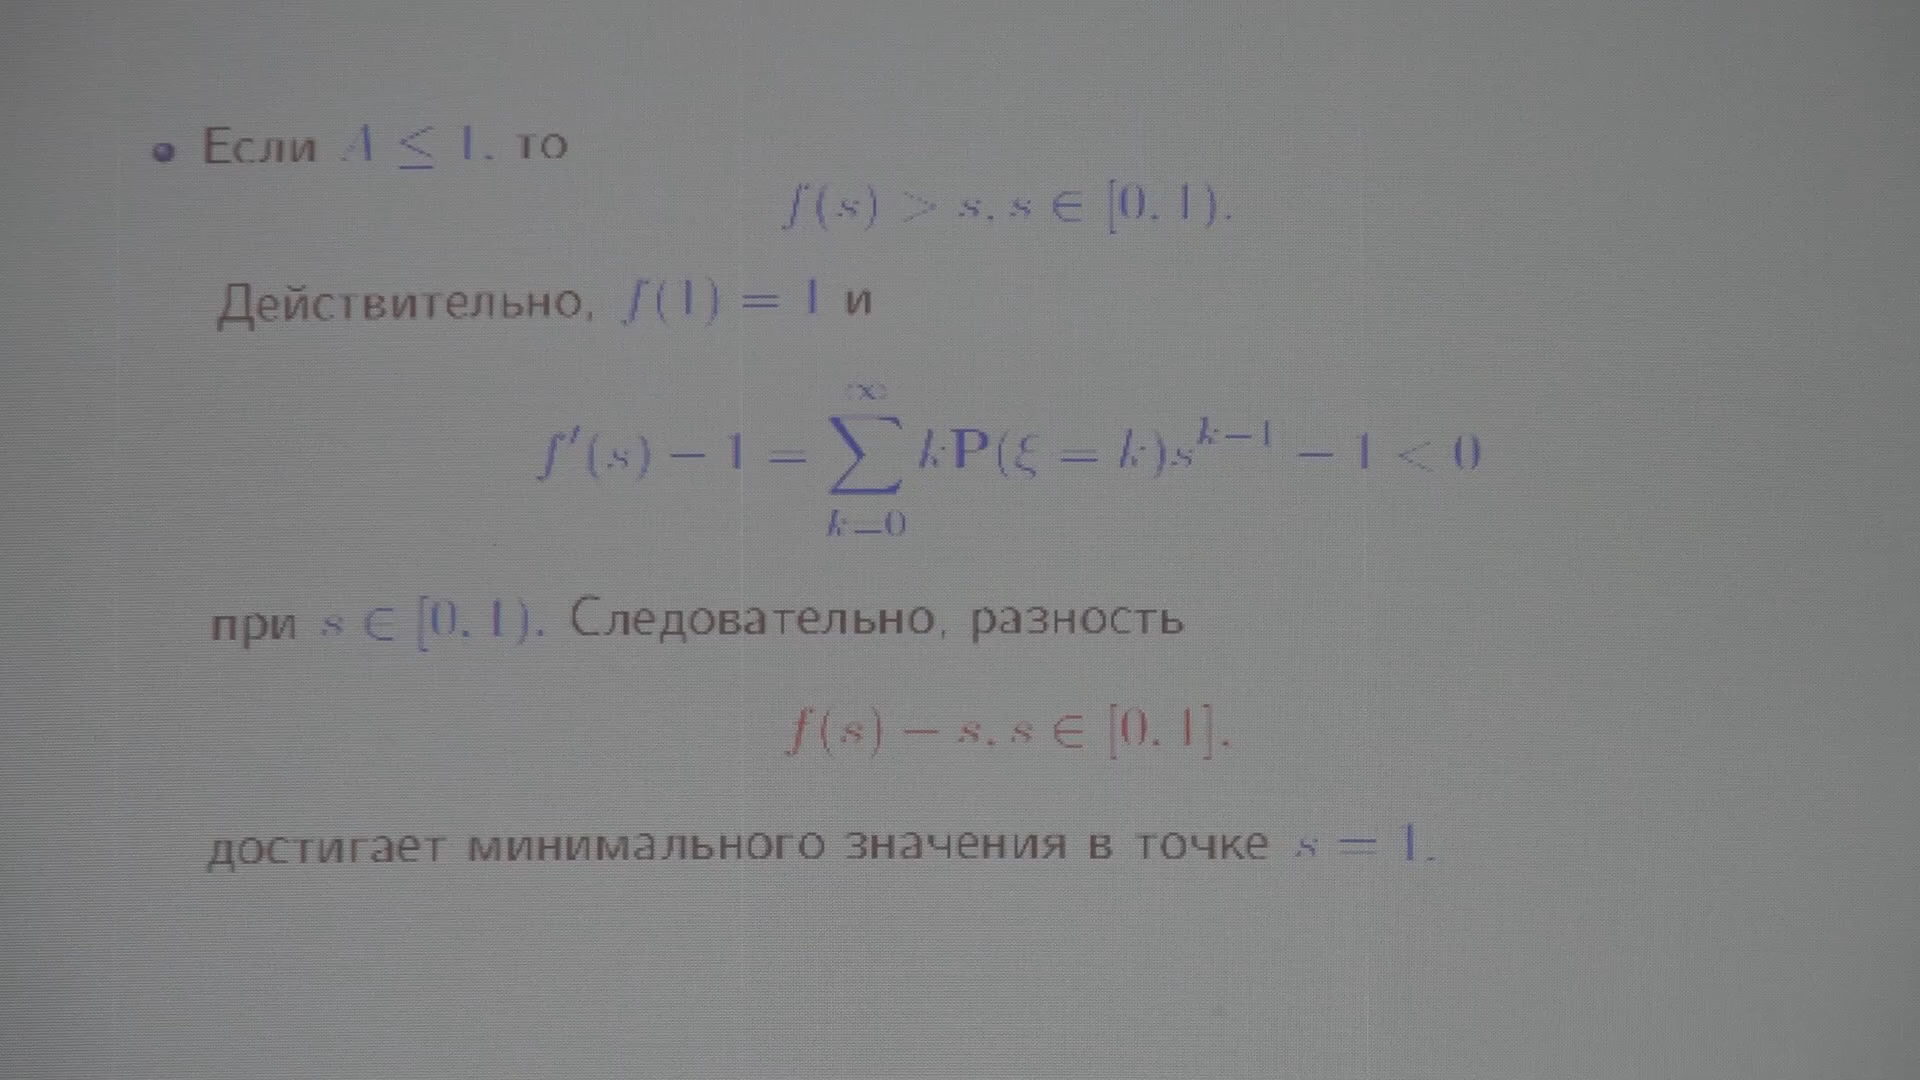 • Если A ≤ 1, то
f(s) > s, s ∈ [0, 1).
Действительно, f(1) = 1 и
f′(s) − 1 = ∑_{k=0}^{∞} kP(ξ = k)s^{k−1} − 1 < 0
при s ∈ [0, 1). Следовательно, разность
f(s) − s, s ∈ [0, 1],
достигает минимального значения в точке s = 1.